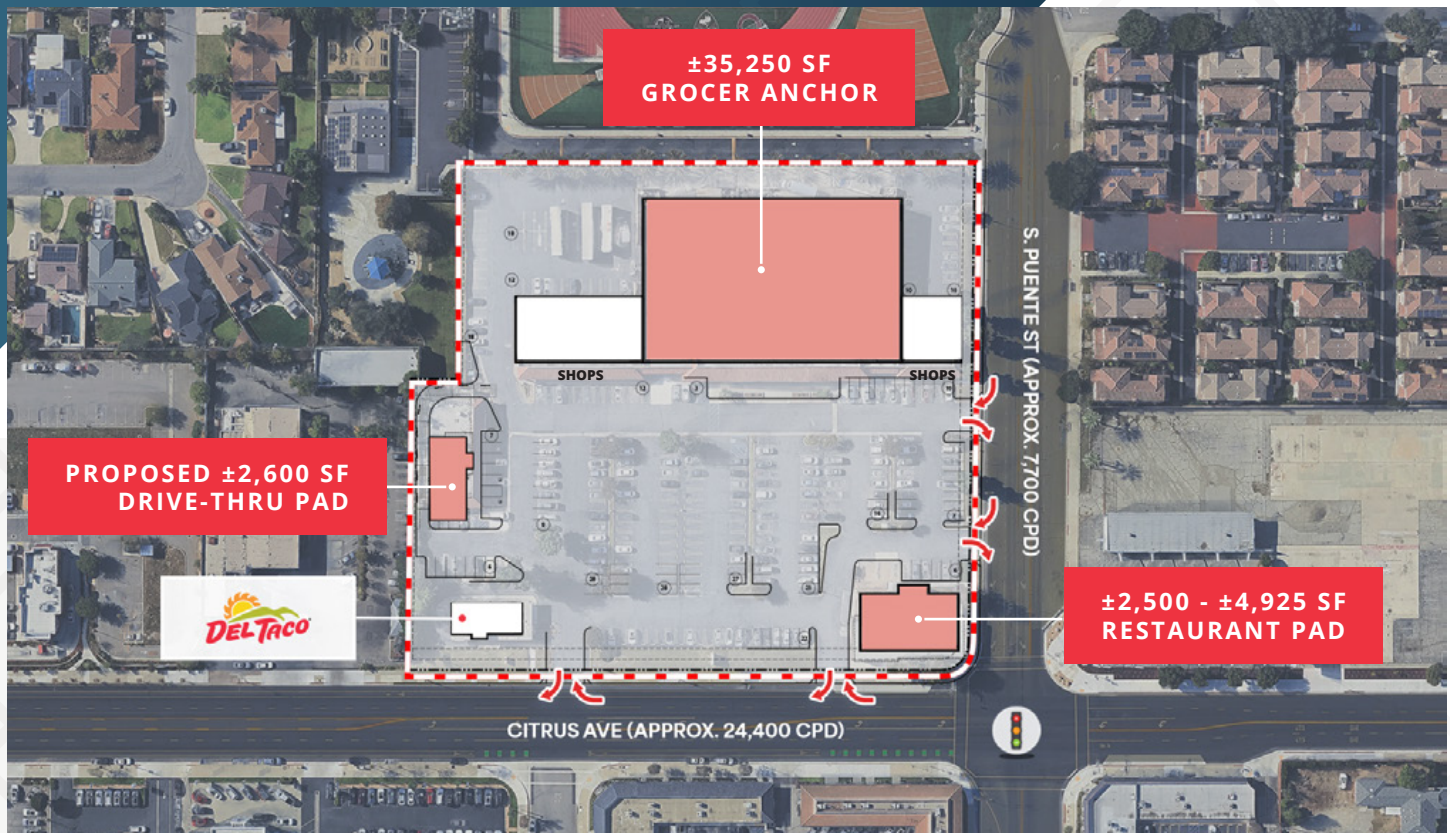 ±35,250 SF
GROCER ANCHOR
S. PUENTE ST (APPROX. 7,700 CPD)
SHOPS
SHOPS
PROPOSED ±2,600 SF
DRIVE-THRU PAD
DEL TACO
±2,500 - ±4,925 SF
RESTAURANT PAD
CITRUS AVE (APPROX. 24,400 CPD)